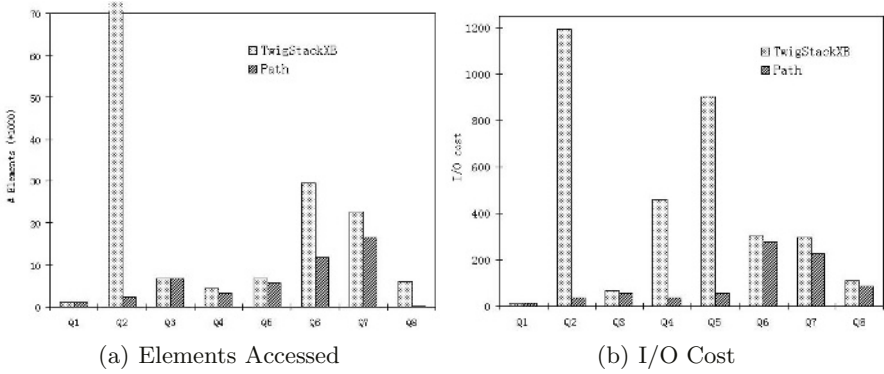 70
60
50
40
30
20
10
0
# Elements (*1000)
TwigStackXB
Path
Q1 Q2 Q3 Q4 Q5 Q6 Q7 Q8
(a) Elements Accessed
1200
1000
800
600
400
200
0
I/O cost
TwigStackXB
Path
Q1 Q2 Q3 Q4 Q5 Q6 Q7 Q8
(b) I/O Cost